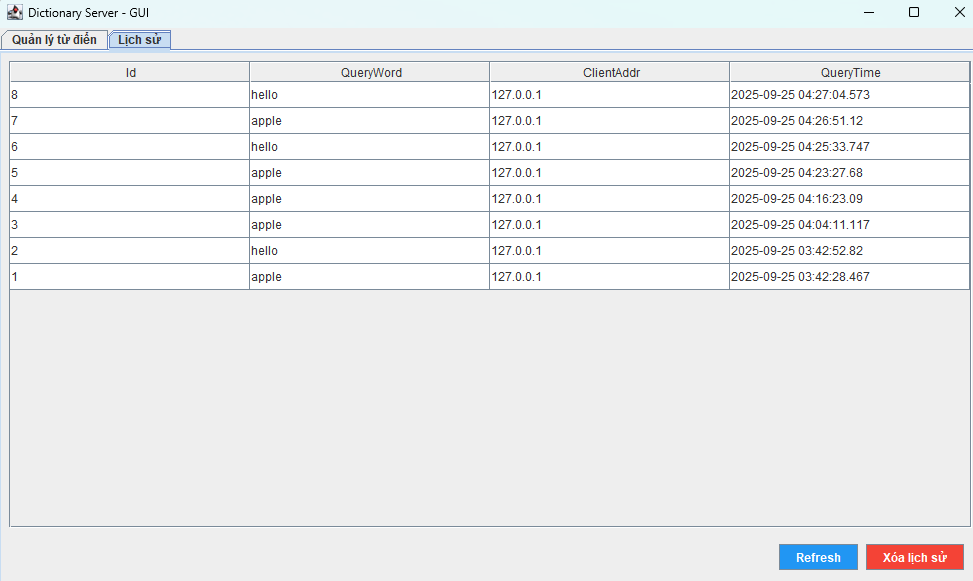 Dictionary Server - GUI
Quản lý từ điển Lịch sử
Id QueryWord ClientAddr QueryTime
8 hello 127.0.0.1 2025-09-25 04:27:04.573
7 apple 127.0.0.1 2025-09-25 04:26:51.12
6 hello 127.0.0.1 2025-09-25 04:25:33.747
5 apple 127.0.0.1 2025-09-25 04:23:27.68
4 apple 127.0.0.1 2025-09-25 04:16:23.09
3 apple 127.0.0.1 2025-09-25 04:04:11.117
2 hello 127.0.0.1 2025-09-25 03:42:52.82
1 apple 127.0.0.1 2025-09-25 03:42:28.467
Refresh Xóa lịch sử